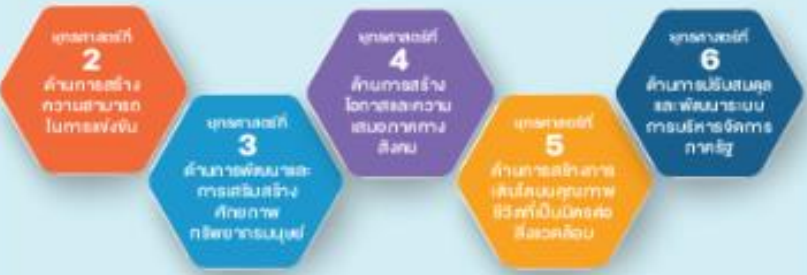 ยุทธศาสตร์ที่
2
ด้านการสร้าง
ความสามารถ
ในการแข่งขัน
ยุทธศาสตร์ที่
3
ด้านการพัฒนาและ
การเสริมสร้าง
ศักยภาพ
ทรัพยากรมนุษย์
ยุทธศาสตร์ที่
4
ด้านการสร้าง
โอกาสและความ
เสมอภาคทาง
สังคม
ยุทธศาสตร์ที่
5
ด้านการสร้างการ
เติบโตบนคุณภาพ
ชีวิตที่เป็นมิตรต่อ
สิ่งแวดล้อม
ยุทธศาสตร์ที่
6
ด้านการปรับสมดุล
และพัฒนาระบบ
การบริหารจัดการ
ภาครัฐ